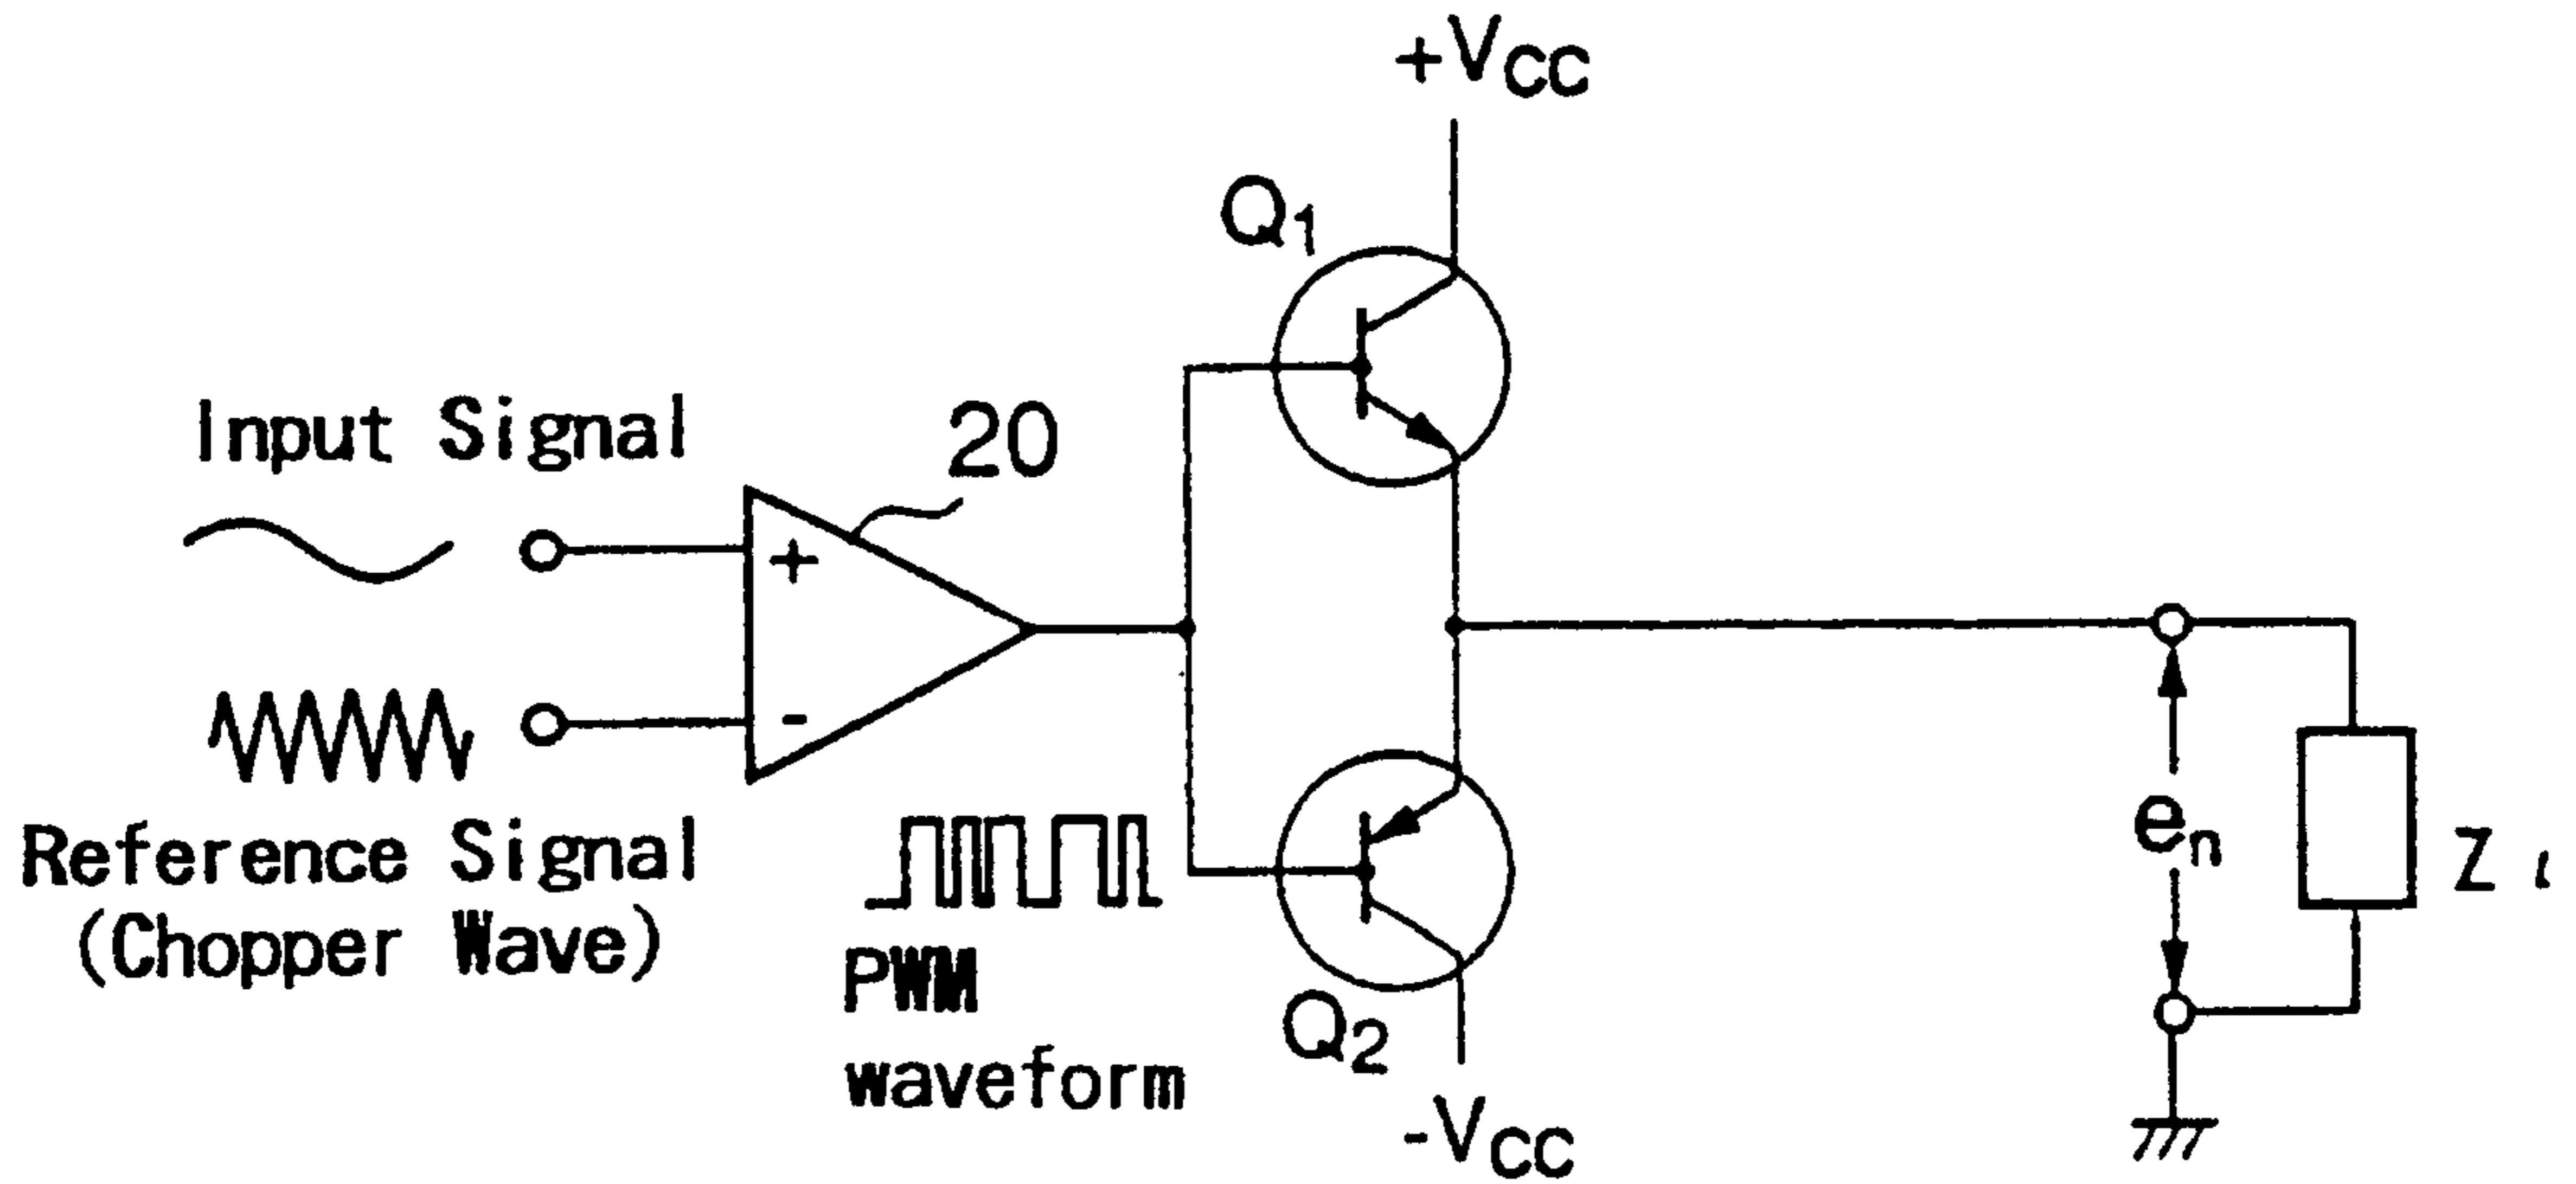 +VCC
Q1
Input Signal
20
+
-
Reference Signal
(Chopper Wave)
PWM
waveform
Q2
-VCC
en
Z ι